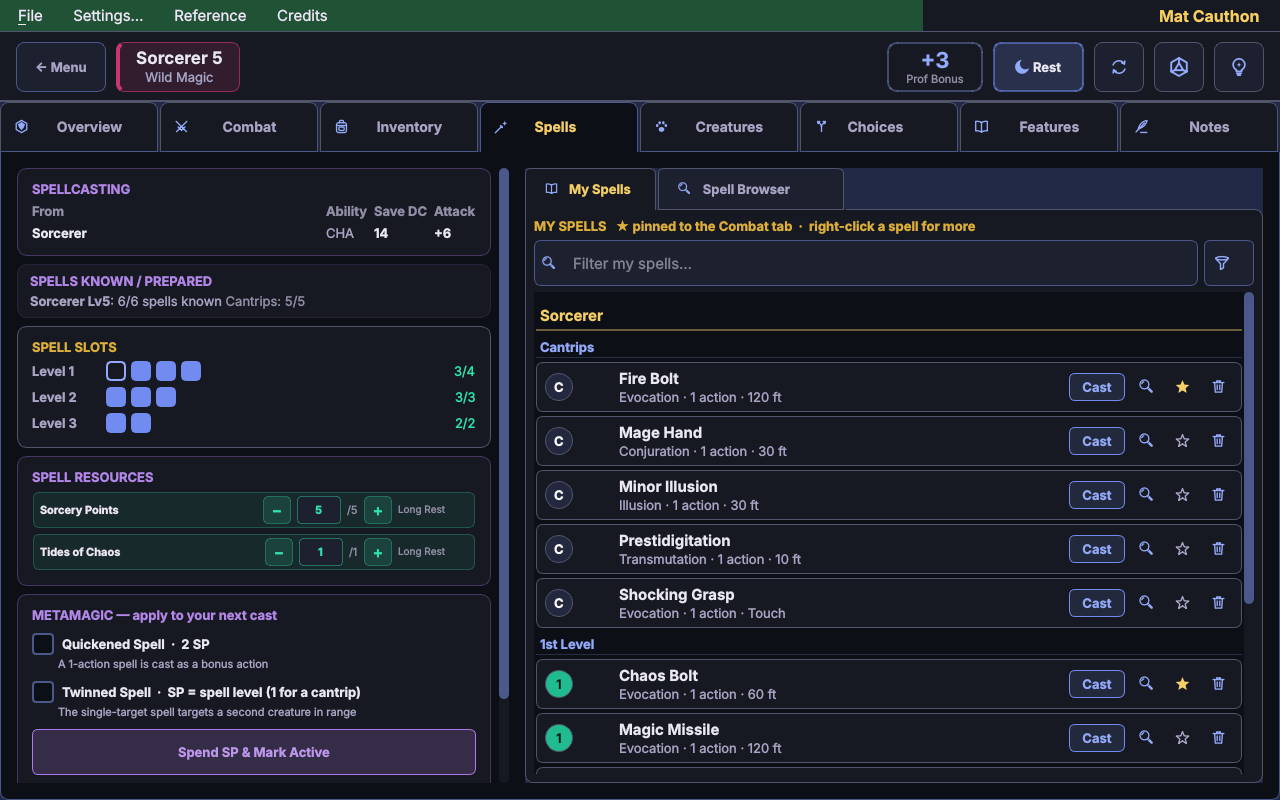 File Settings... Reference Credits Mat Cauthon
← Menu
Sorcerer 5
Wild Magic
+3
Prof Bonus
Rest
Overview Combat Inventory Spells Creatures Choices Features Notes
SPELLCASTING
From Ability Save DC Attack
Sorcerer CHA 14 +6
SPELLS KNOWN / PREPARED
Sorcerer Lv5: 6/6 spells known Cantrips: 5/5
SPELL SLOTS
Level 1 3/4
Level 2 3/3
Level 3 2/2
SPELL RESOURCES
Sorcery Points − 5 /5 + Long Rest
Tides of Chaos − 1 /1 + Long Rest
METAMAGIC — apply to your next cast
Quickened Spell · 2 SP
A 1-action spell is cast as a bonus action
Twinned Spell · SP = spell level (1 for a cantrip)
The single-target spell targets a second creature in range
Spend SP & Mark Active
My Spells Spell Browser
MY SPELLS ★ pinned to the Combat tab · right-click a spell for more
Filter my spells...
Sorcerer
Cantrips
C Fire Bolt Cast
Evocation · 1 action · 120 ft
C Mage Hand Cast
Conjuration · 1 action · 30 ft
C Minor Illusion Cast
Illusion · 1 action · 30 ft
C Prestidigitation Cast
Transmutation · 1 action · 10 ft
C Shocking Grasp Cast
Evocation · 1 action · Touch
1st Level
1 Chaos Bolt Cast
Evocation · 1 action · 60 ft
1 Magic Missile Cast
Evocation · 1 action · 120 ft